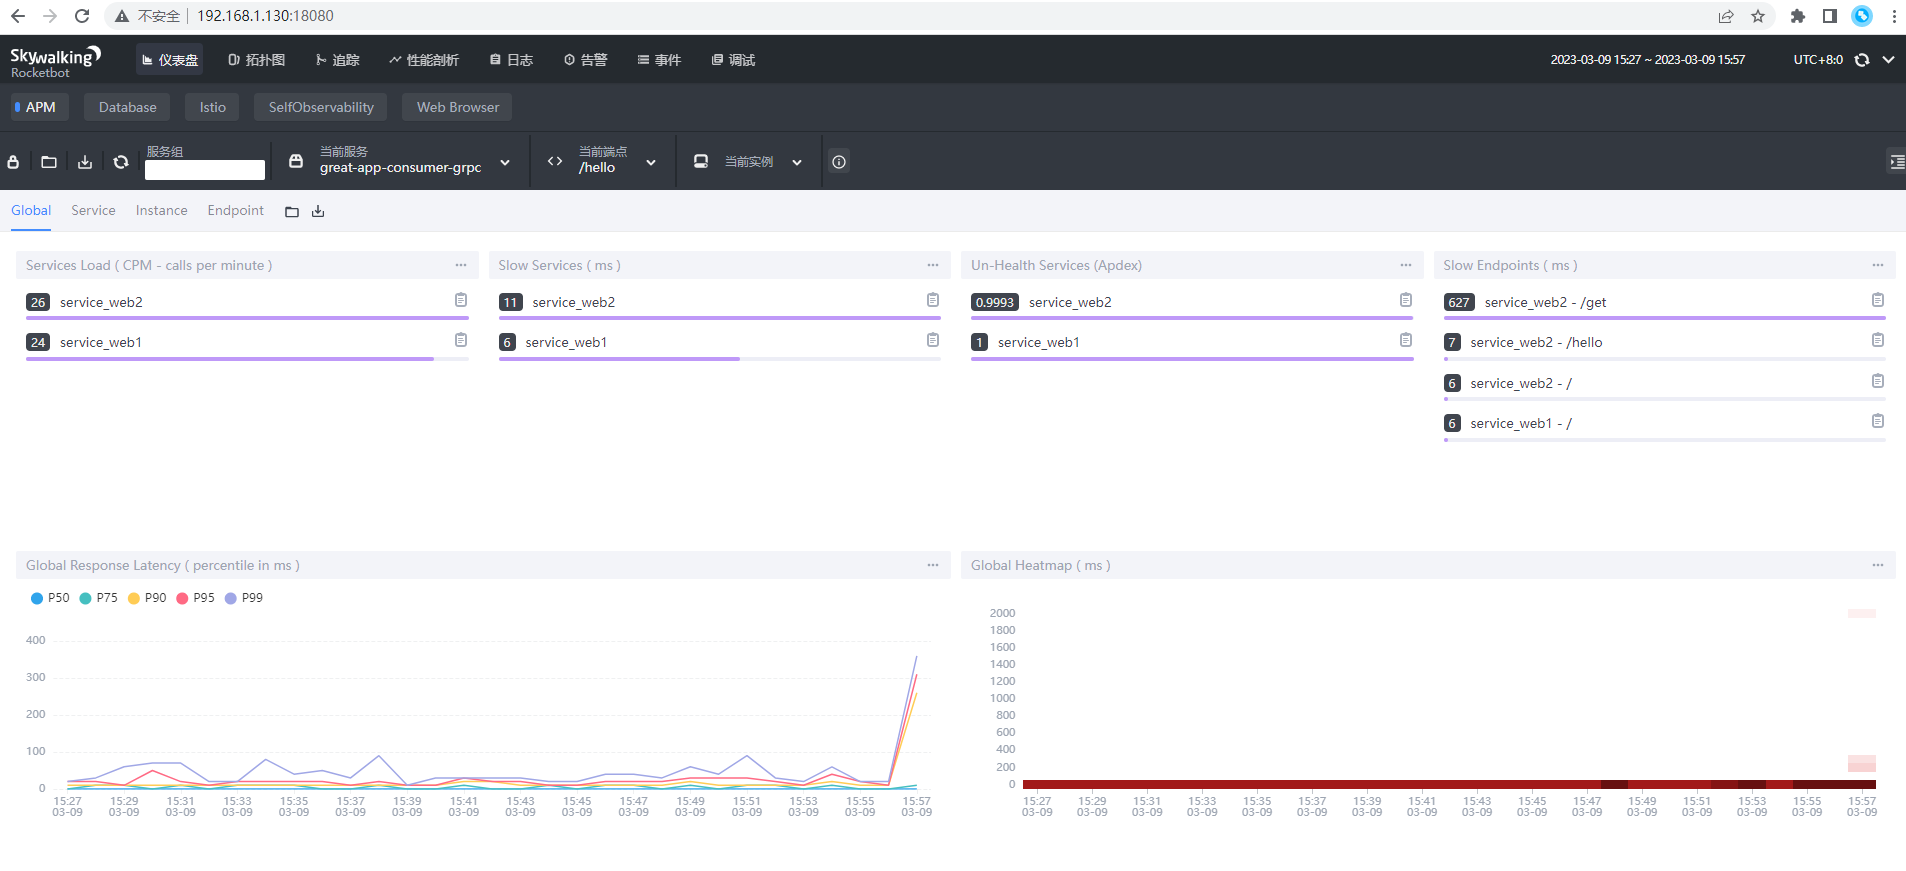 不安全 192.168.1.130:18080
Skywalking
Rocketbot
仪表盘 拓扑图 追踪 性能剖析 日志 告警 事件 调试
2023-03-09 15:27 ~ 2023-03-09 15:57 UTC+8:0
APM Database Istio SelfObservability Web Browser
服务组
当前服务
great-app-consumer-grpc
当前端点
/hello
当前实例
Global Service Instance Endpoint
Services Load ( CPM - calls per minute )
26 service_web2
24 service_web1
Slow Services ( ms )
11 service_web2
6 service_web1
Un-Health Services (Apdex)
0.9993 service_web2
1 service_web1
Slow Endpoints ( ms )
627 service_web2 - /get
7 service_web2 - /hello
6 service_web2 - /
6 service_web1 - /
Global Response Latency ( percentile in ms )
P50 P75 P90 P95 P99
400
300
200
100
0
15:27 15:29 15:31 15:33 15:35 15:37 15:39 15:41 15:43 15:45 15:47 15:49 15:51 15:53 15:55 15:57
03-09 03-09 03-09 03-09 03-09 03-09 03-09 03-09 03-09 03-09 03-09 03-09 03-09 03-09 03-09 03-09
Global Heatmap ( ms )
2000
1800
1600
1400
1200
1000
800
600
400
200
0
15:27 15:29 15:31 15:33 15:35 15:37 15:39 15:41 15:43 15:45 15:47 15:49 15:51 15:53 15:55 15:57
03-09 03-09 03-09 03-09 03-09 03-09 03-09 03-09 03-09 03-09 03-09 03-09 03-09 03-09 03-09 03-09